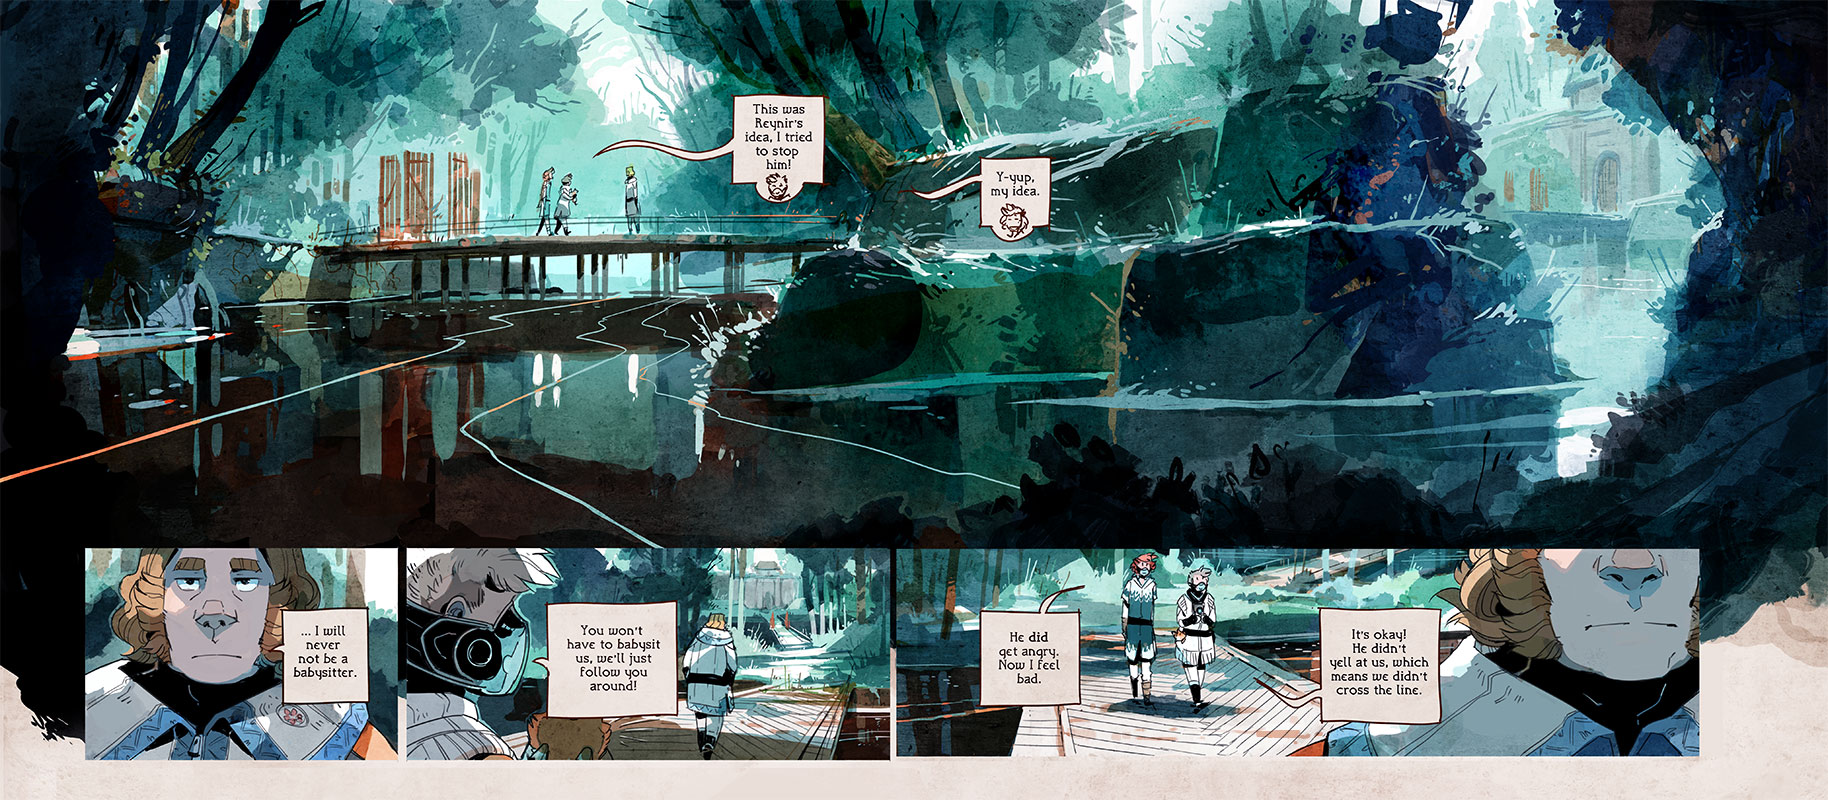 This was
Reynir's
idea, I tried
to stop
him!
Y-yup,
my idea.
... I will
never
not be a
babysitter.
You won't
have to babysit
us, we'll just
follow you
around!
He did
get angry.
Now I feel
bad.
It's okay!
He didn't
yell at us, which
means we didn't
cross the line.